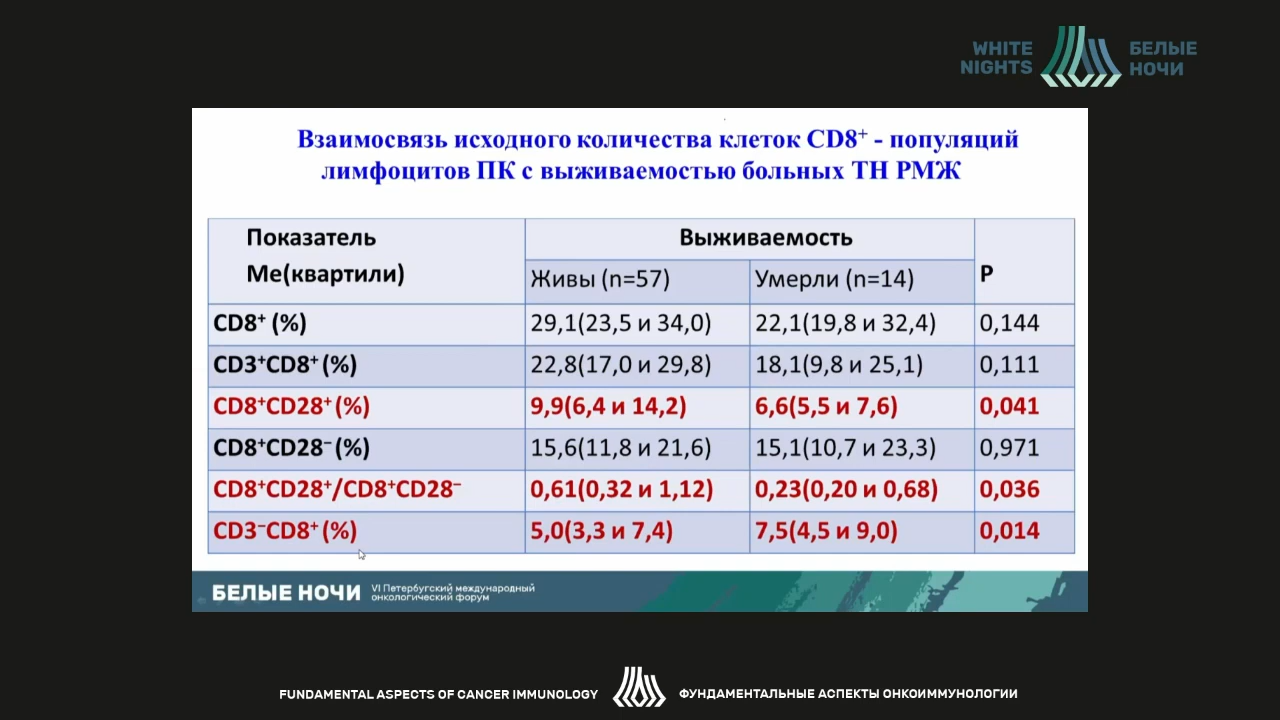 WHITE
NIGHTS
БЕЛЫЕ
НОЧИ
Взаимосвязь исходного количества клеток CD8⁺ - популяций
лимфоцитов ПК с выживаемостью больных ТН РМЖ
Показатель
Ме(квартили)
Выживаемость
P
Живы (n=57)
Умерли (n=14)
CD8⁺ (%)
29,1(23,5 и 34,0)
22,1(19,8 и 32,4)
0,144
CD3⁺CD8⁺ (%)
22,8(17,0 и 29,8)
18,1(9,8 и 25,1)
0,111
CD8⁺CD28⁺ (%)
9,9(6,4 и 14,2)
6,6(5,5 и 7,6)
0,041
CD8⁺CD28⁻ (%)
15,6(11,8 и 21,6)
15,1(10,7 и 23,3)
0,971
CD8⁺CD28⁺/CD8⁺CD28⁻
0,61(0,32 и 1,12)
0,23(0,20 и 0,68)
0,036
CD3⁻CD8⁺ (%)
5,0(3,3 и 7,4)
7,5(4,5 и 9,0)
0,014
БЕЛЫЕ НОЧИ
VI Петербугский международный
онкологический форум
FUNDAMENTAL ASPECTS OF CANCER IMMUNOLOGY
ФУНДАМЕНТАЛЬНЫЕ АСПЕКТЫ ОНКОИММУНОЛОГИИ